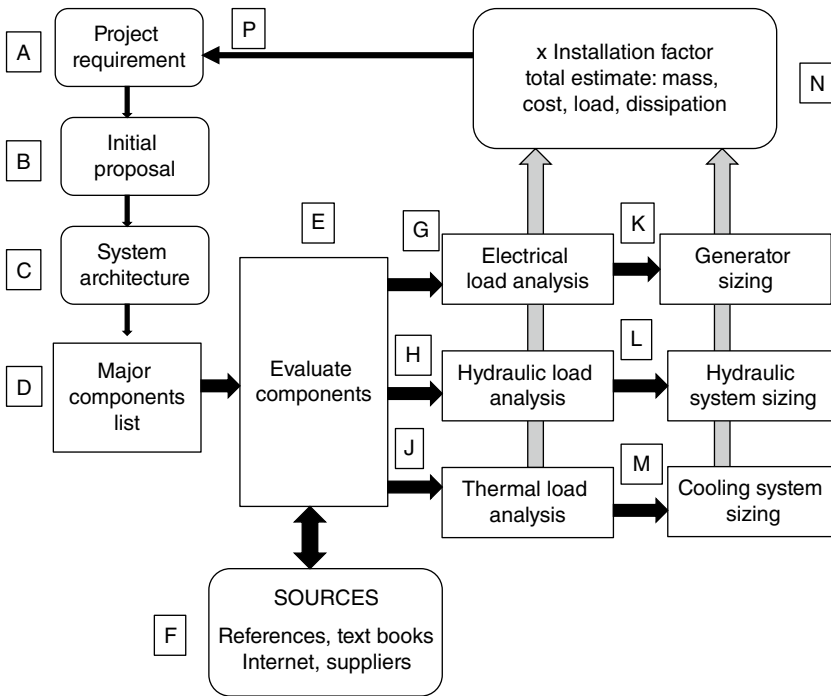 A
Project
requirement
P
x Installation factor
total estimate: mass,
cost, load, dissipation
N
B
Initial
proposal
C
System
architecture
D
Major
components
list
E
Evaluate
components
F
SOURCES
References, text books
Internet, suppliers
G
Electrical
load analysis
K
Generator
sizing
H
Hydraulic load
analysis
L
Hydraulic
system sizing
J
Thermal load
analysis
M
Cooling system
sizing